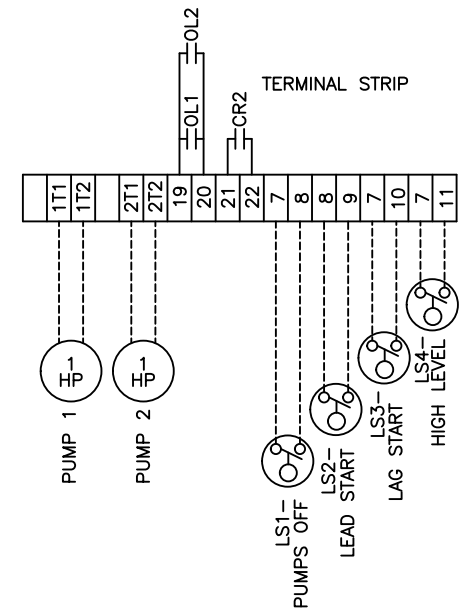 OL2
OL1
CR2
TERMINAL STRIP
1T1
1T2
2T1
2T2
19
20
21
22
7
8
8
9
7
10
7
11
1
HP
1
HP
PUMP 1
PUMP 2
LS1-
PUMPS OFF
LS2-
LEAD START
LS3-
LAG START
LS4-
HIGH LEVEL